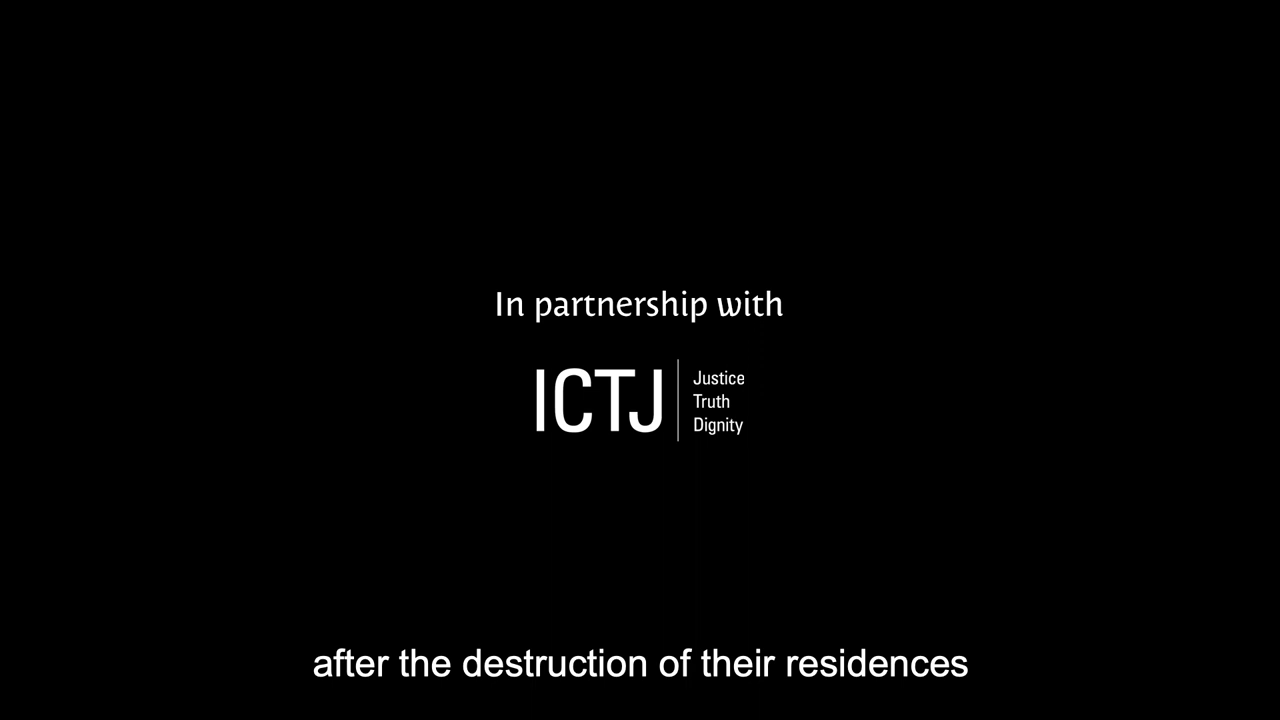 In partnership with
ICTJ
Justice
Truth
Dignity
after the destruction of their residences